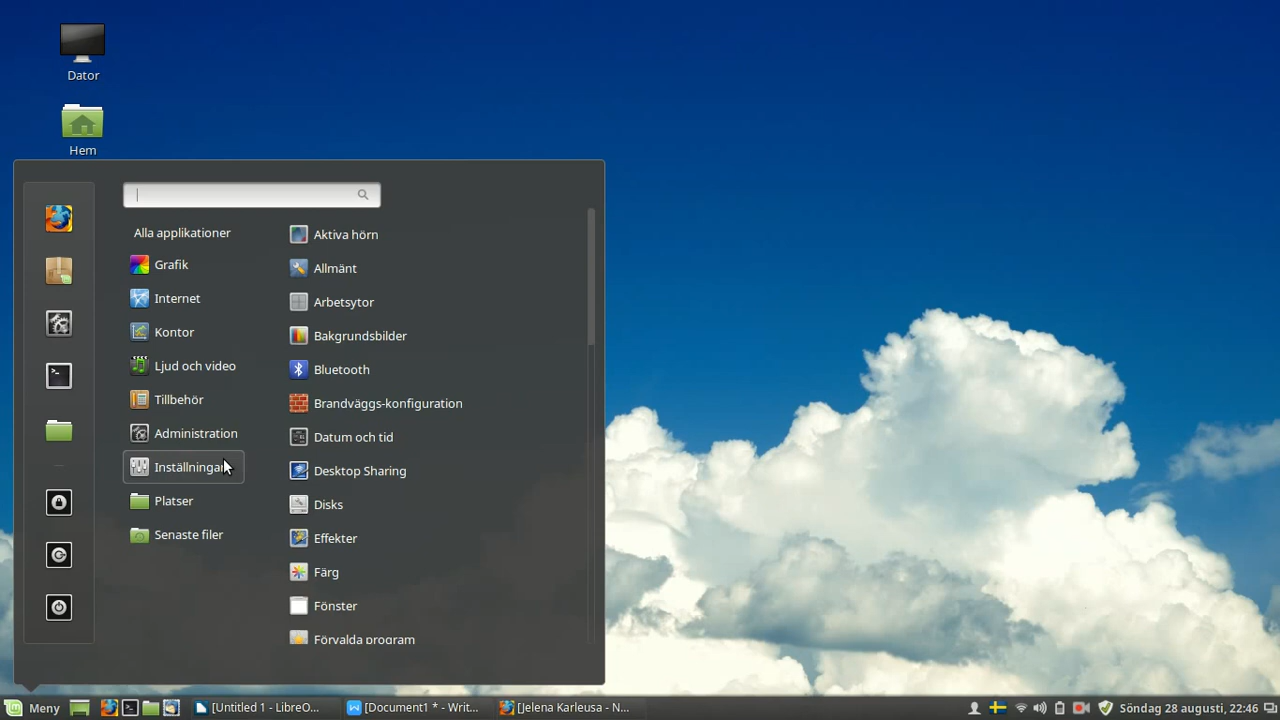 Dator
Hem
Alla applikationer
Grafik
Internet
Kontor
Ljud och video
Tillbehör
Administration
Inställningar
Platser
Senaste filer
Aktiva hörn
Allmänt
Arbetsytor
Bakgrundsbilder
Bluetooth
Brandväggs-konfiguration
Datum och tid
Desktop Sharing
Disks
Effekter
Färg
Fönster
Förvalda program
Meny
[Untitled 1 - LibreO...
[Document1 * - Writ...
[Jelena Karleusa - N...
Söndag 28 augusti, 22:46